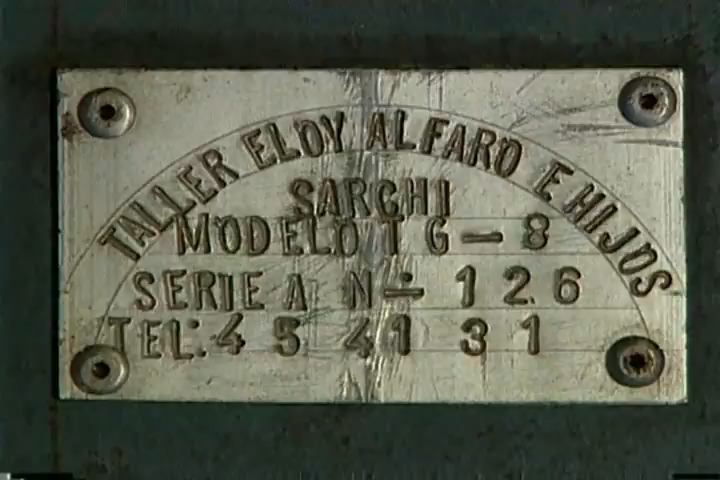 TALLER ELOY ALFARO E HIJOS
SARCHI
MODELO I G - 8
SERIE A N÷ 126
TEL: 45 41 31